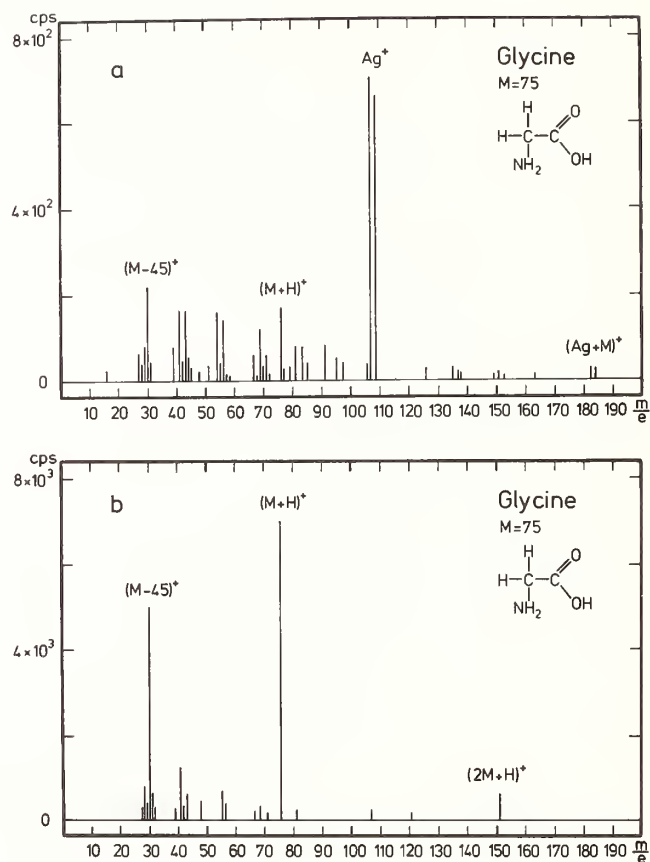 cps
8×10²
a
Ag⁺
Glycine
M=75
H
H–C–C
O
NH₂
OH
4×10²
(M–45)⁺
(M+H)⁺
(Ag+M)⁺
0
10 20 30 40 50 60 70 80 90 100 110 120 130 140 150 160 170 180 190 m/e
cps
8×10³
b
(M+H)⁺
Glycine
M=75
(M–45)⁺
H
H–C–C
O
NH₂
OH
4×10³
(2M+H)⁺
0
10 20 30 40 50 60 70 80 90 100 110 120 130 140 150 160 170 180 190 m/e